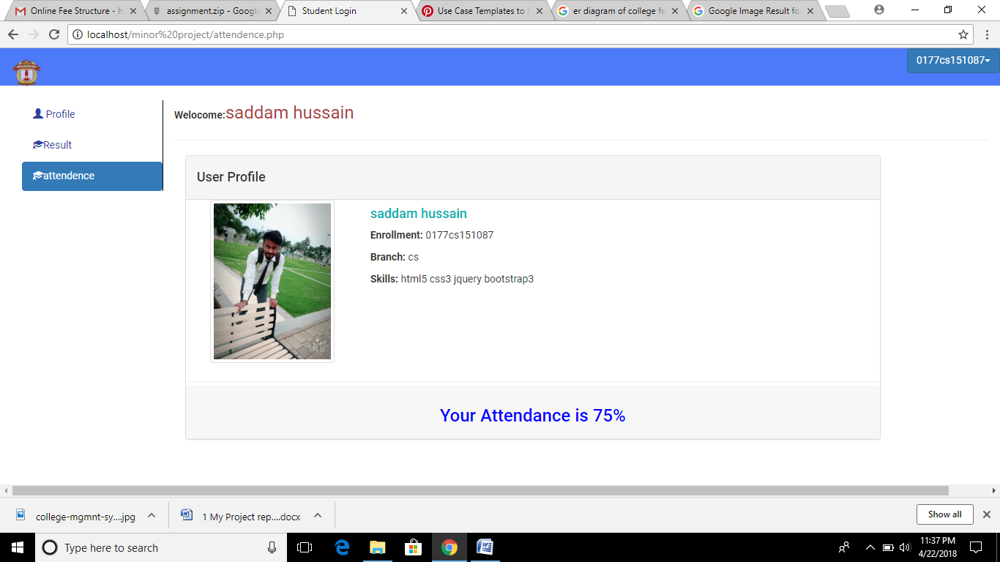 Online Fee Structure - h
assignment.zip - Google
Student Login
Use Case Templates to
er diagram of college fe
Google Image Result fo
localhost/minor%20project/attendence.php
0177cs151087
Profile
Result
attendence
Welocome:saddam hussain
User Profile
saddam hussain
Enrollment: 0177cs151087
Branch: cs
Skills: html5 css3 jquery bootstrap3
Your Attendance is 75%
college-mgmnt-sy....jpg
1 My Project rep....docx
Show all
Type here to search
11:37 PM
4/22/2018